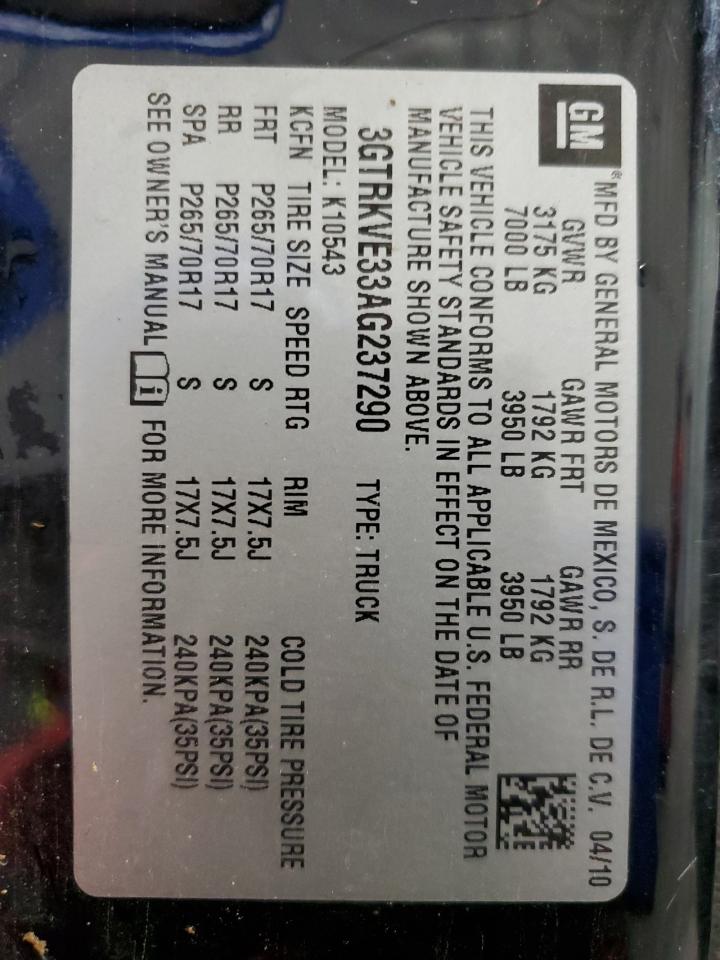 GM® MFD BY GENERAL MOTORS DE MEXICO, S. DE R.L. DE C.V. 04/10
GVWR GAWR FRT GAWR RR
3175 KG 1792 KG 1792 KG
7000 LB 3950 LB 3950 LB
THIS VEHICLE CONFORMS TO ALL APPLICABLE U.S. FEDERAL MOTOR
VEHICLE SAFETY STANDARDS IN EFFECT ON THE DATE OF
MANUFACTURE SHOWN ABOVE.
3GTRKVE33AG237290 TYPE: TRUCK
MODEL: K10543
KCFN TIRE SIZE SPEED RTG RIM COLD TIRE PRESSURE
FRT P265/70R17 S 17X7.5J 240KPA(35PSI)
RR P265/70R17 S 17X7.5J 240KPA(35PSI)
SPA P265/70R17 S 17X7.5J 240KPA(35PSI)
SEE OWNER'S MANUAL i FOR MORE INFORMATION.